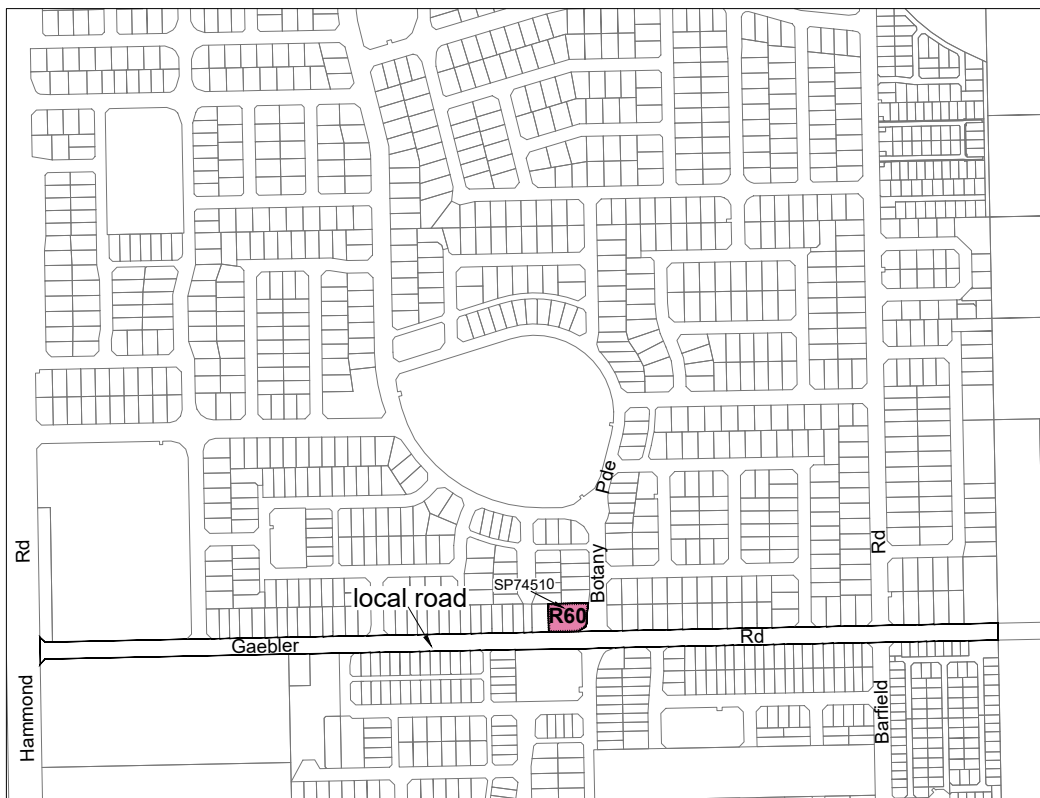 Pde
Rd
Rd
Botany
SP74510
local road
R60
Gaebler
Rd
Hammond
Barfield